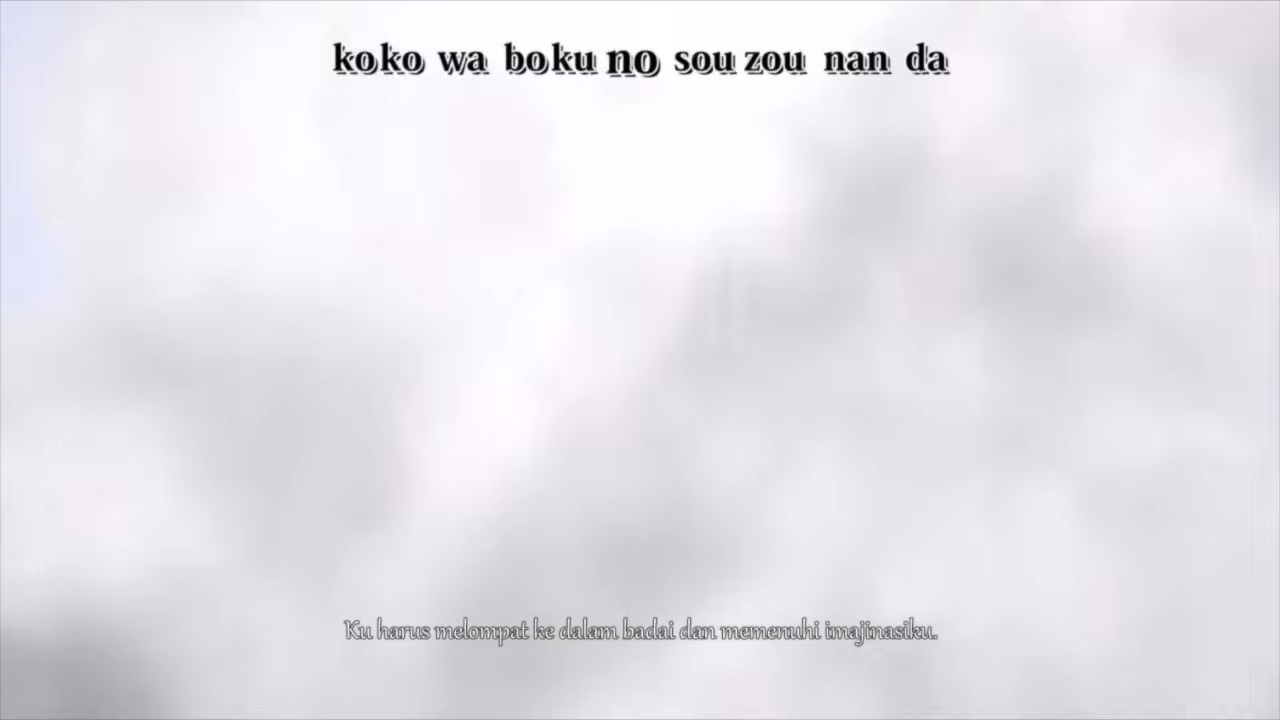 koko wa boku no sou zou nan da
Ku harus melompat ke dalam badai dan memenuhi imajinasiku.